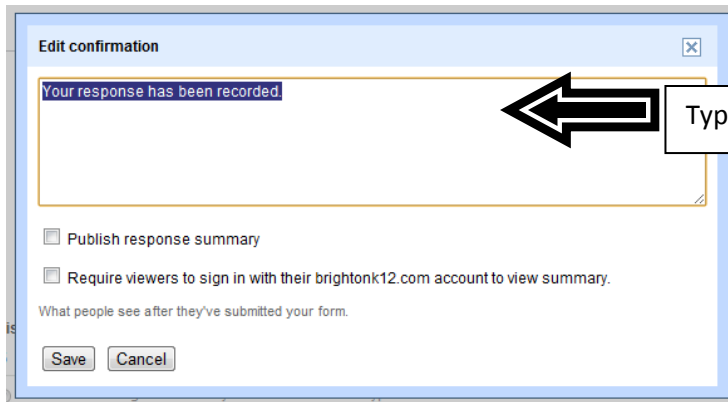 Edit confirmation
Your response has been recorded.
Typ
Publish response summary
Require viewers to sign in with their brightonk12.com account to view summary.
What people see after they've submitted your form.
Save Cancel